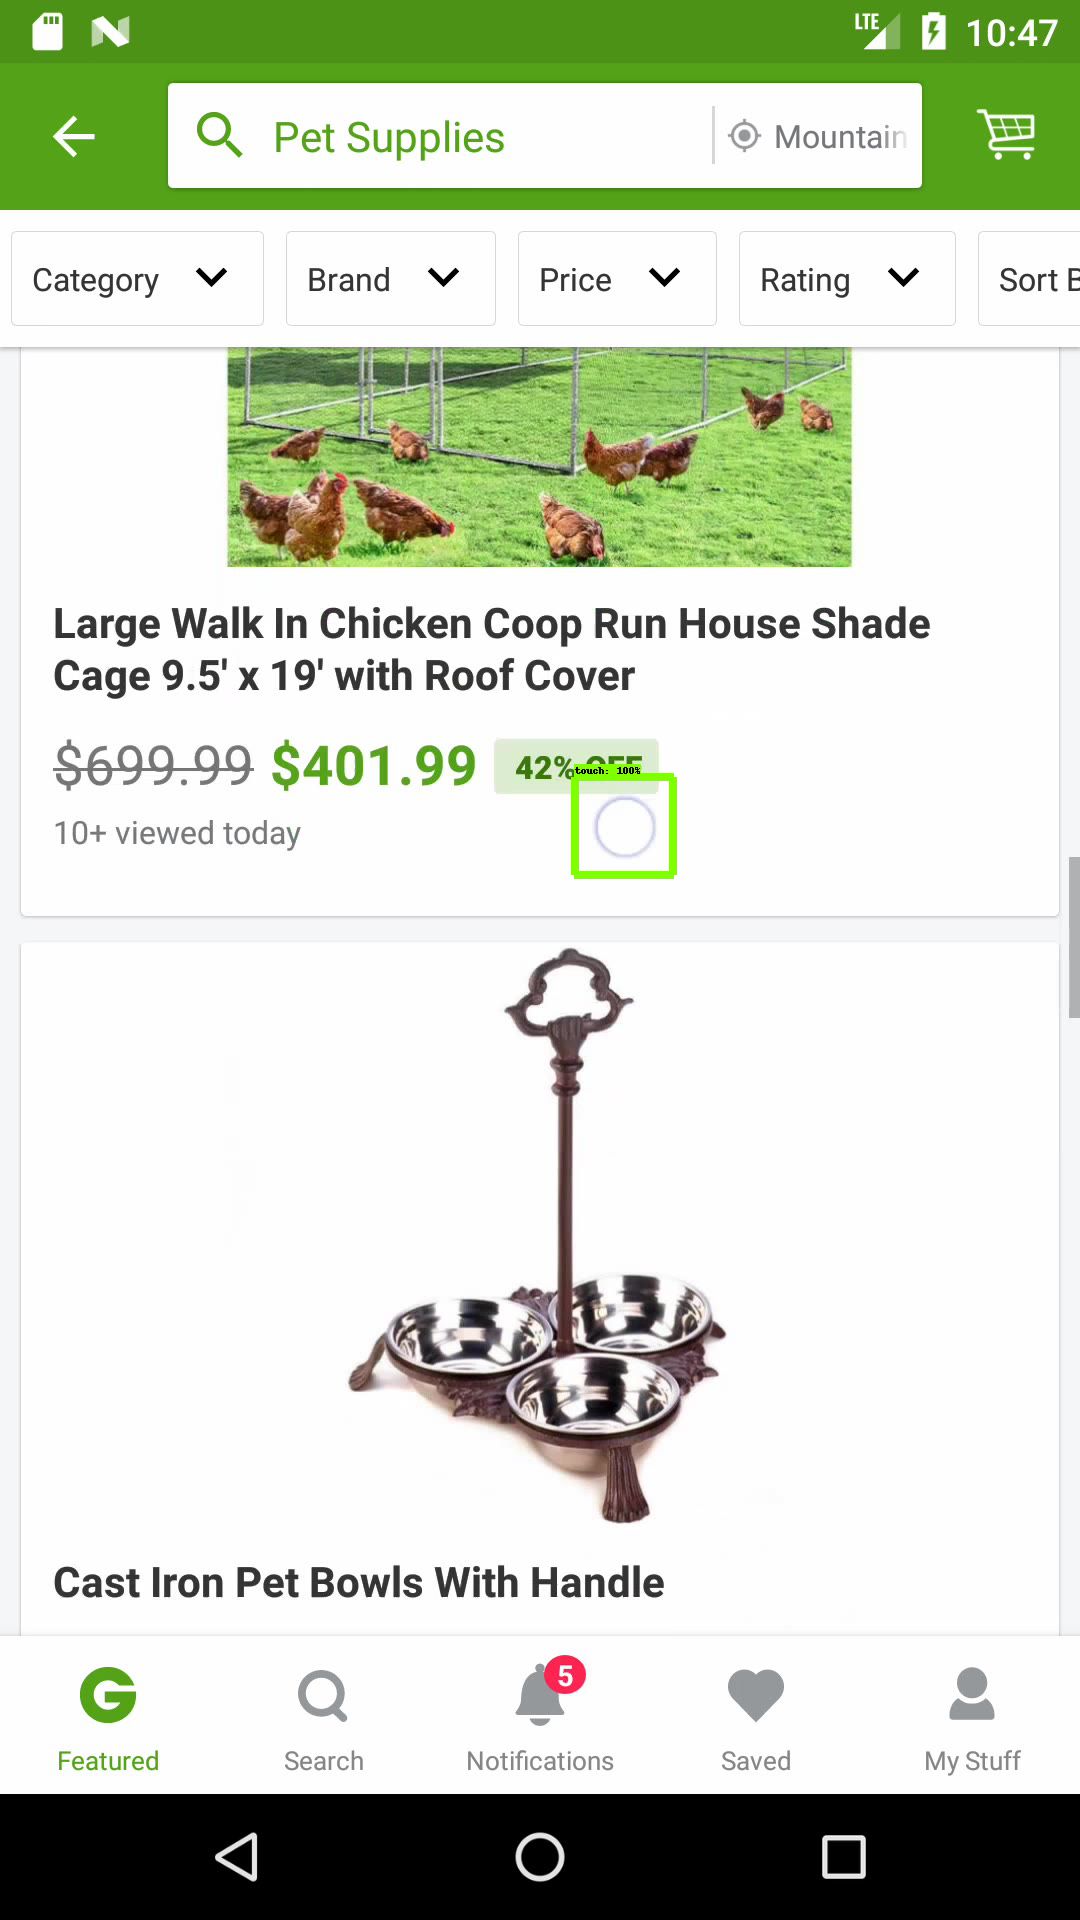 LTE 10:47
Pet Supplies Mountain
Category Brand Price Rating Sort B
Large Walk In Chicken Coop Run House Shade
Cage 9.5' x 19' with Roof Cover
$699.99 $401.99 42% OFF
touch: 100%
10+ viewed today
Cast Iron Pet Bowls With Handle
5
Featured Search Notifications Saved My Stuff